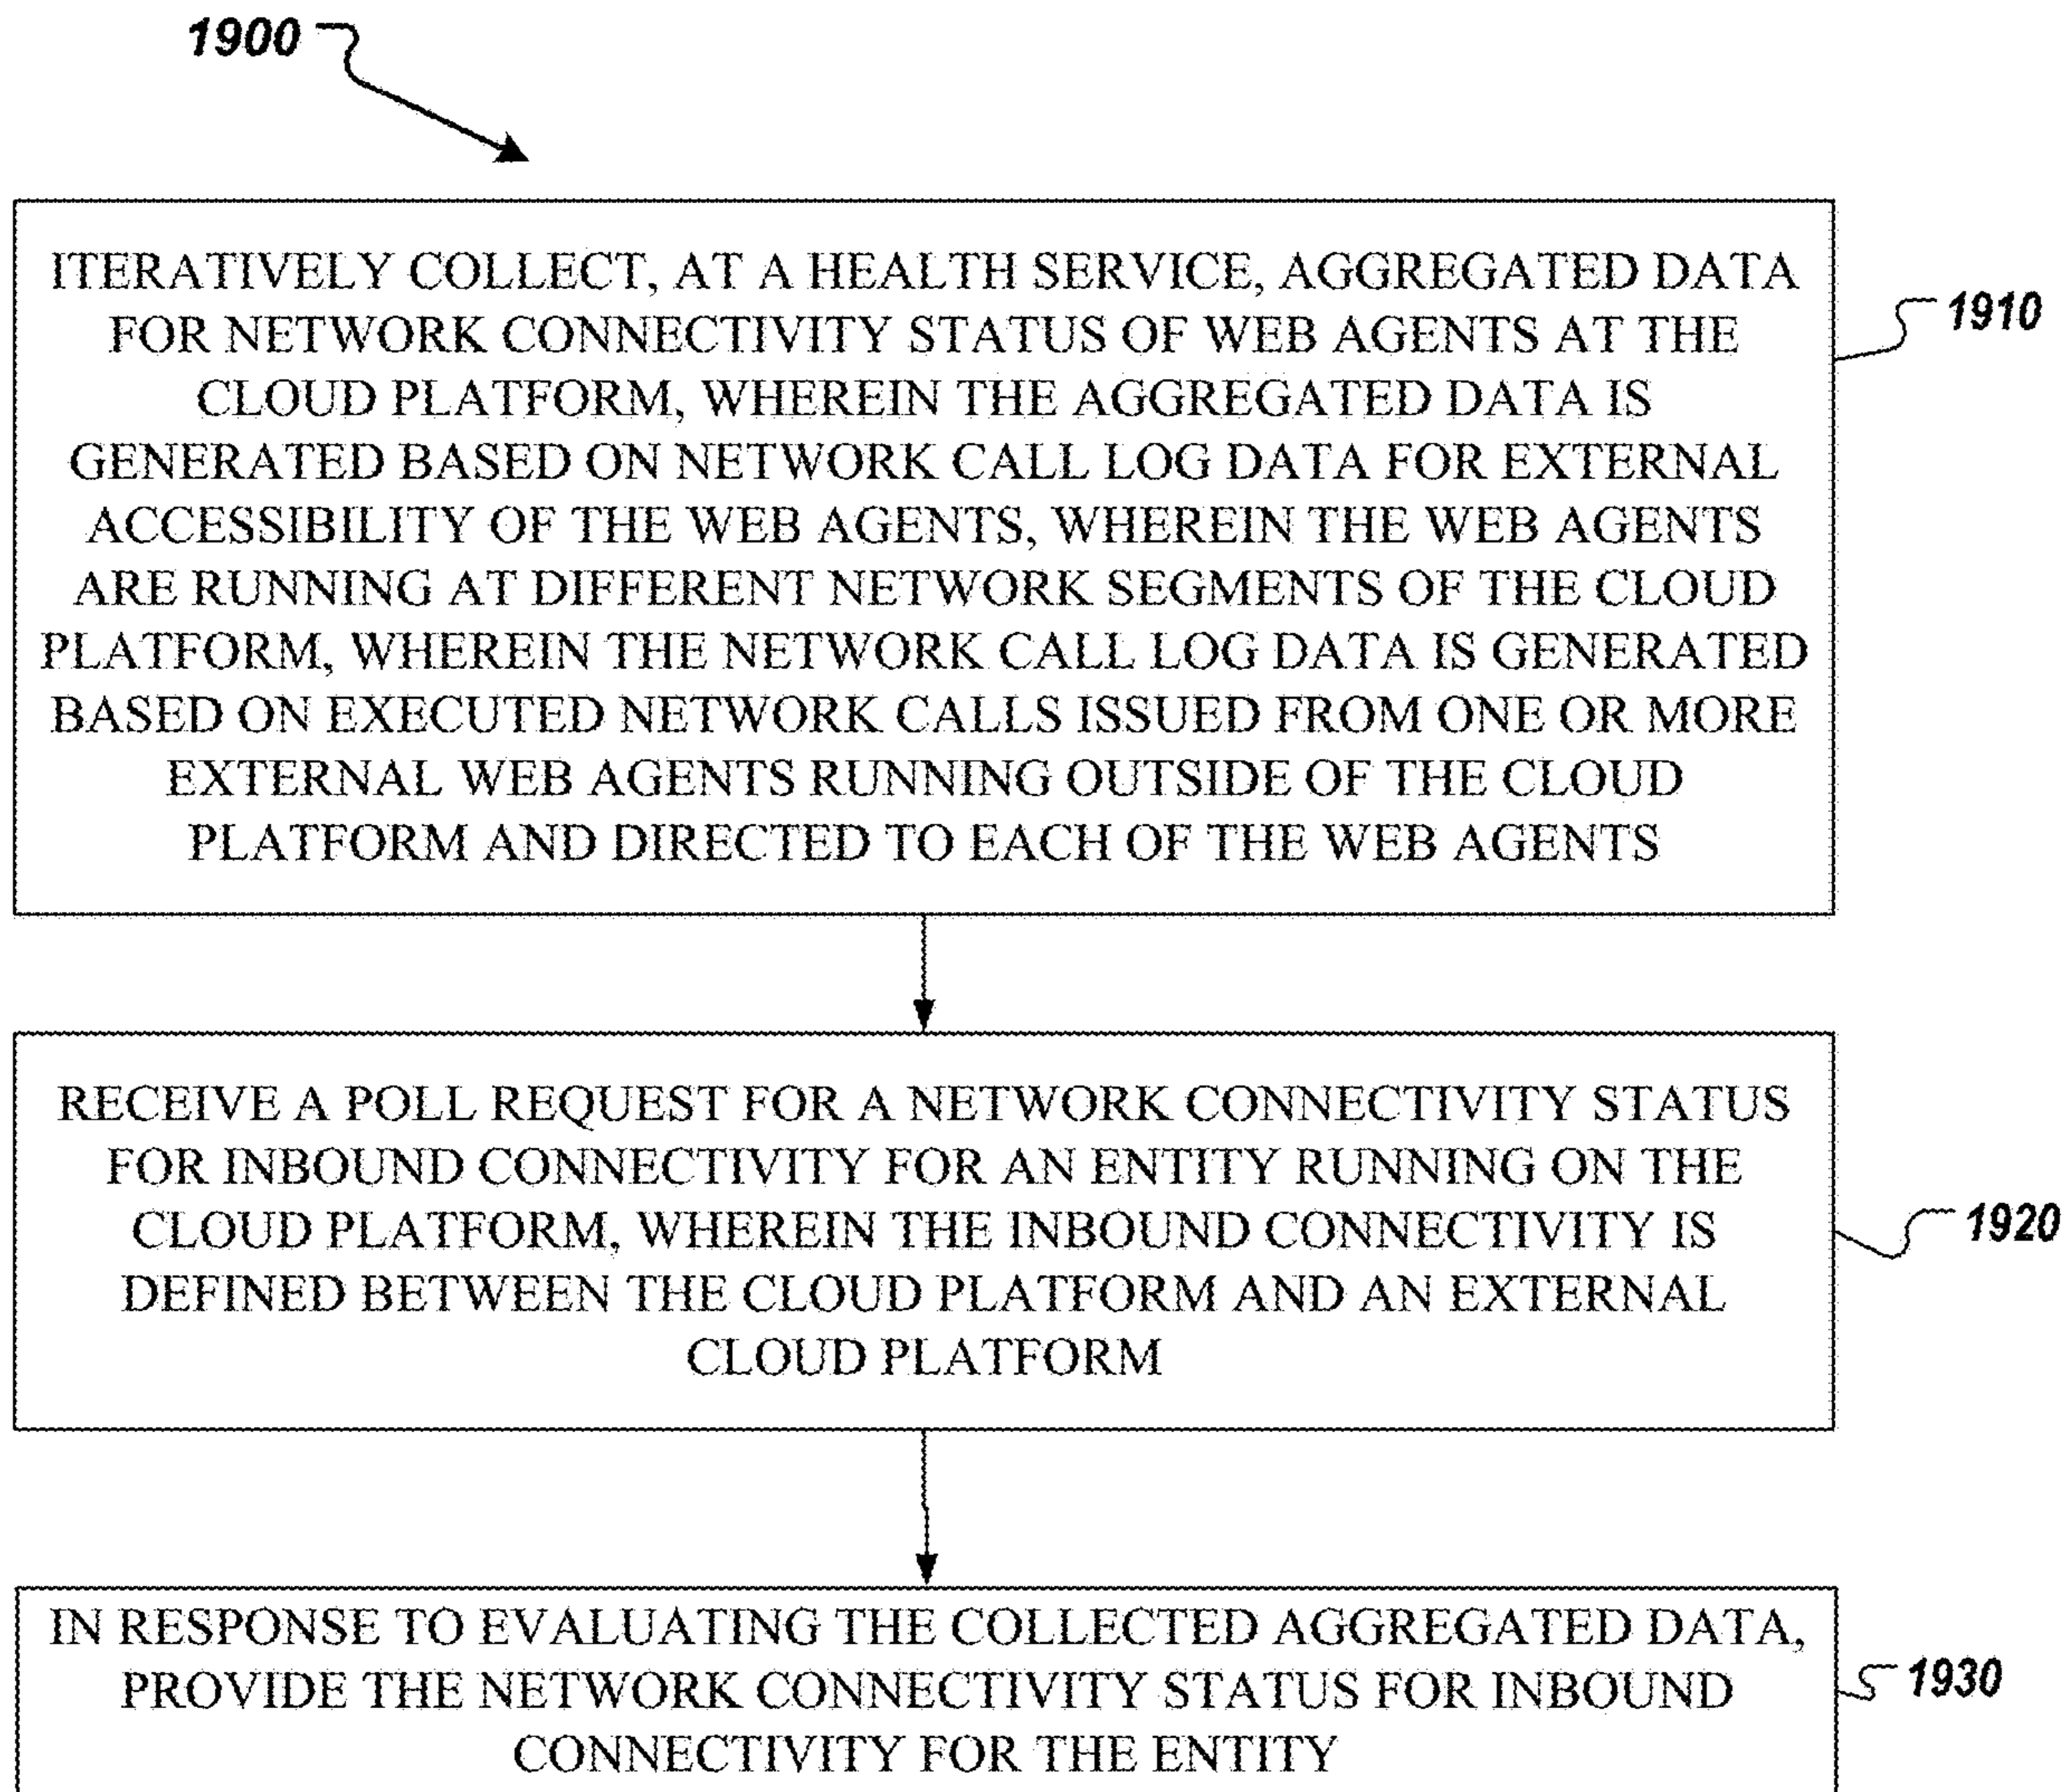 1900
ITERATIVELY COLLECT, AT A HEALTH SERVICE, AGGREGATED DATA
FOR NETWORK CONNECTIVITY STATUS OF WEB AGENTS AT THE
CLOUD PLATFORM, WHEREIN THE AGGREGATED DATA IS
GENERATED BASED ON NETWORK CALL LOG DATA FOR EXTERNAL
ACCESSIBILITY OF THE WEB AGENTS, WHEREIN THE WEB AGENTS
ARE RUNNING AT DIFFERENT NETWORK SEGMENTS OF THE CLOUD
PLATFORM, WHEREIN THE NETWORK CALL LOG DATA IS GENERATED
BASED ON EXECUTED NETWORK CALLS ISSUED FROM ONE OR MORE
EXTERNAL WEB AGENTS RUNNING OUTSIDE OF THE CLOUD
PLATFORM AND DIRECTED TO EACH OF THE WEB AGENTS
1910
RECEIVE A POLL REQUEST FOR A NETWORK CONNECTIVITY STATUS
FOR INBOUND CONNECTIVITY FOR AN ENTITY RUNNING ON THE
CLOUD PLATFORM, WHEREIN THE INBOUND CONNECTIVITY IS
DEFINED BETWEEN THE CLOUD PLATFORM AND AN EXTERNAL
CLOUD PLATFORM
1920
IN RESPONSE TO EVALUATING THE COLLECTED AGGREGATED DATA,
PROVIDE THE NETWORK CONNECTIVITY STATUS FOR INBOUND
CONNECTIVITY FOR THE ENTITY
1930